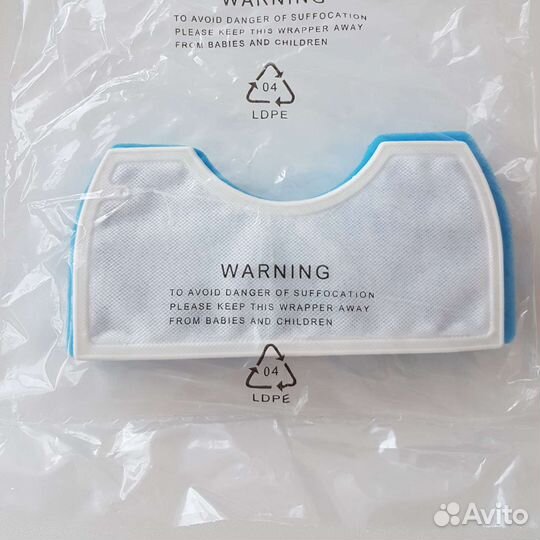 WARNING
TO AVOID DANGER OF SUFFOCATION
PLEASE KEEP THIS WRAPPER AWAY
FROM BABIES AND CHILDREN
04
LDPE
WARNING
TO AVOID DANGER OF SUFFOCATION
PLEASE KEEP THIS WRAPPER AWAY
FROM BABIES AND CHILDREN
04
LDPE
Avito